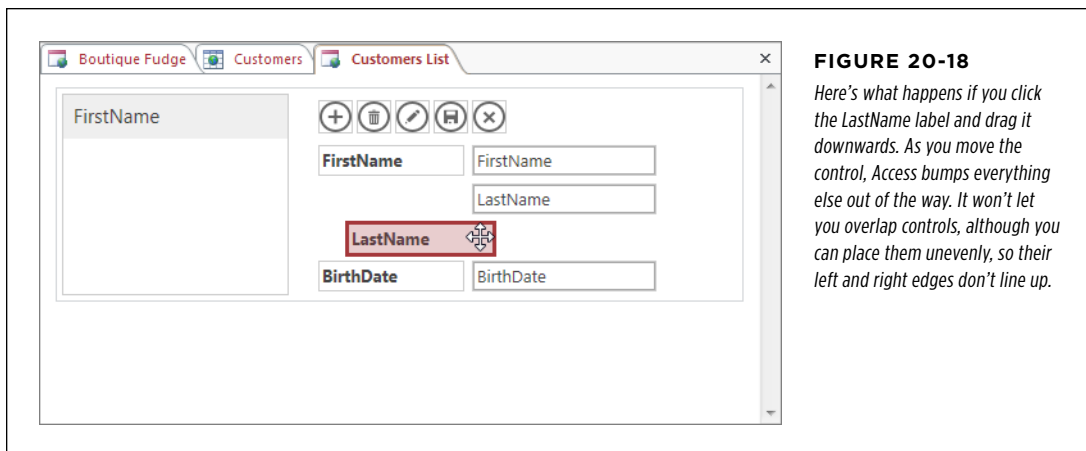 Boutique Fudge
Customers
Customers List
FirstName
FirstName
FirstName
LastName
LastName
BirthDate
BirthDate
FIGURE 20-18
Here's what happens if you click
the LastName label and drag it
downwards. As you move the
control, Access bumps everything
else out of the way. It won't let
you overlap controls, although you
can place them unevenly, so their
left and right edges don't line up.